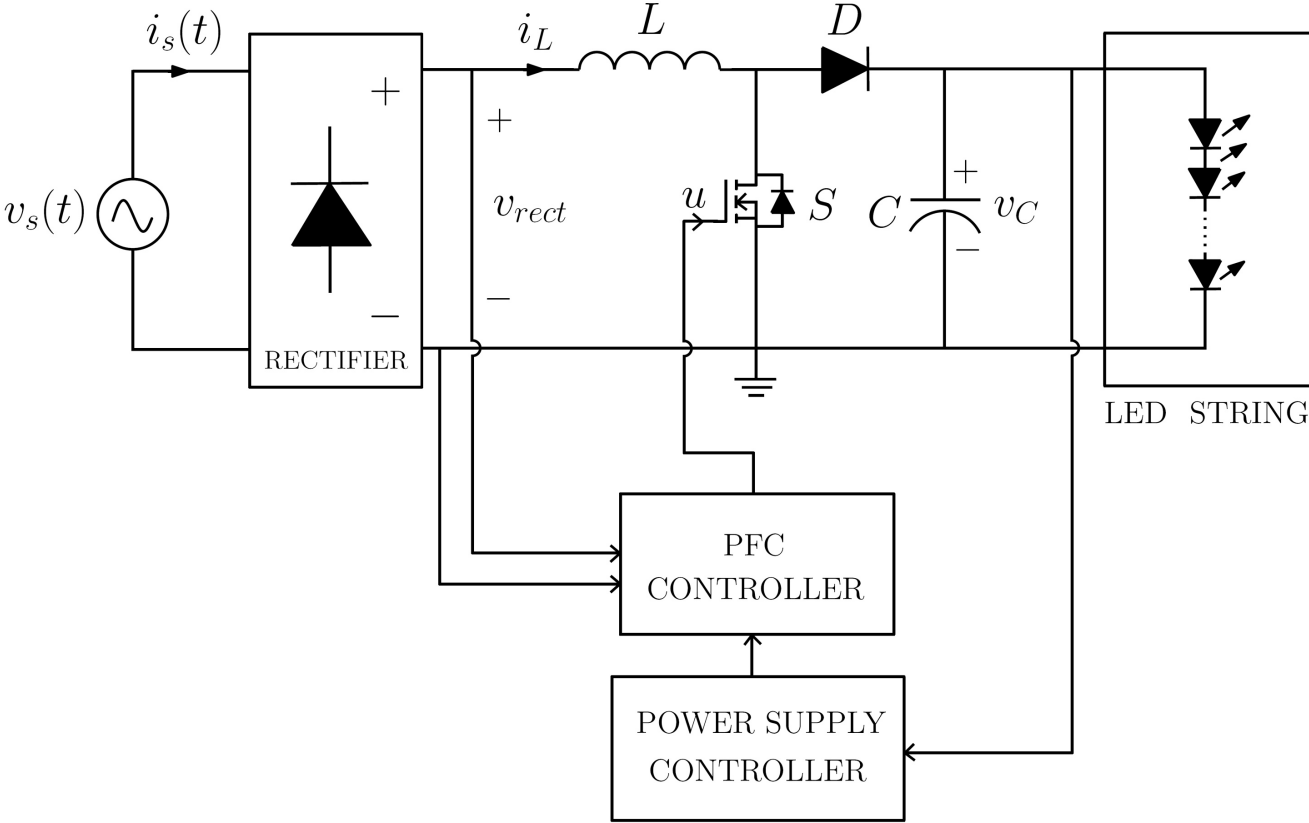 i_s(t)
i_L
L
D
+
+
v_s(t)
v_rect
u
S
C
+
v_C
−
−
−
RECTIFIER
LED STRING
PFC
CONTROLLER
POWER SUPPLY
CONTROLLER